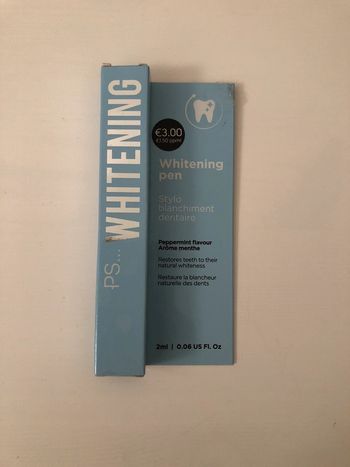 PS... WHITENING
€3.00
Whitening
pen
Stylo
blanchiment
dentaire
Peppermint flavour
Arôme menthe
Restores teeth to their
natural whiteness
Restaure la blancheur
naturelle des dents
2ml | 0.06 US Fl. Oz